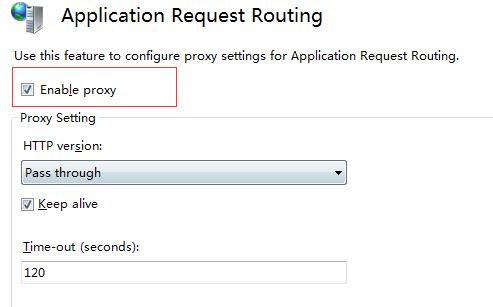 Application Request Routing
Use this feature to configure proxy settings for Application Request Routing.
Enable proxy
Proxy Setting
HTTP version:
Pass through
Keep alive
Time-out (seconds):
120